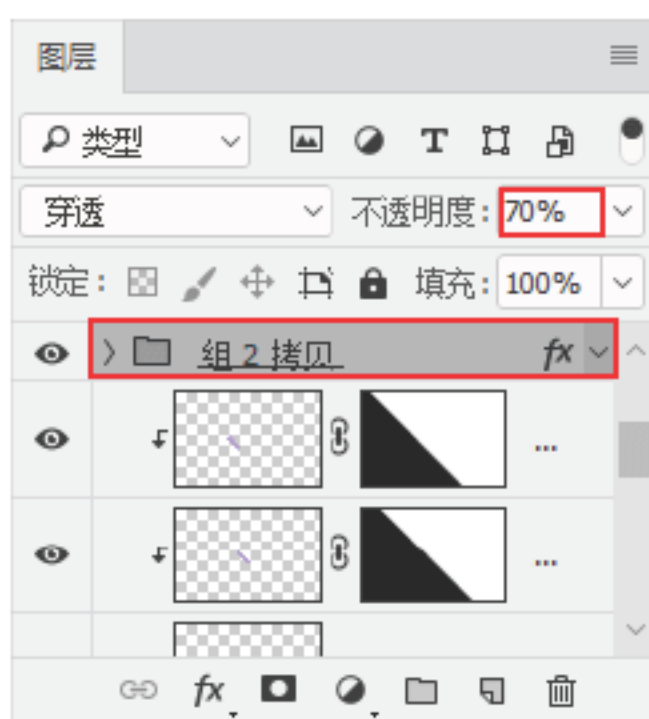 图层
类型 T
穿透 不透明度: 70%
锁定: 填充: 100%
组 2 拷贝 fx
...
...
fx